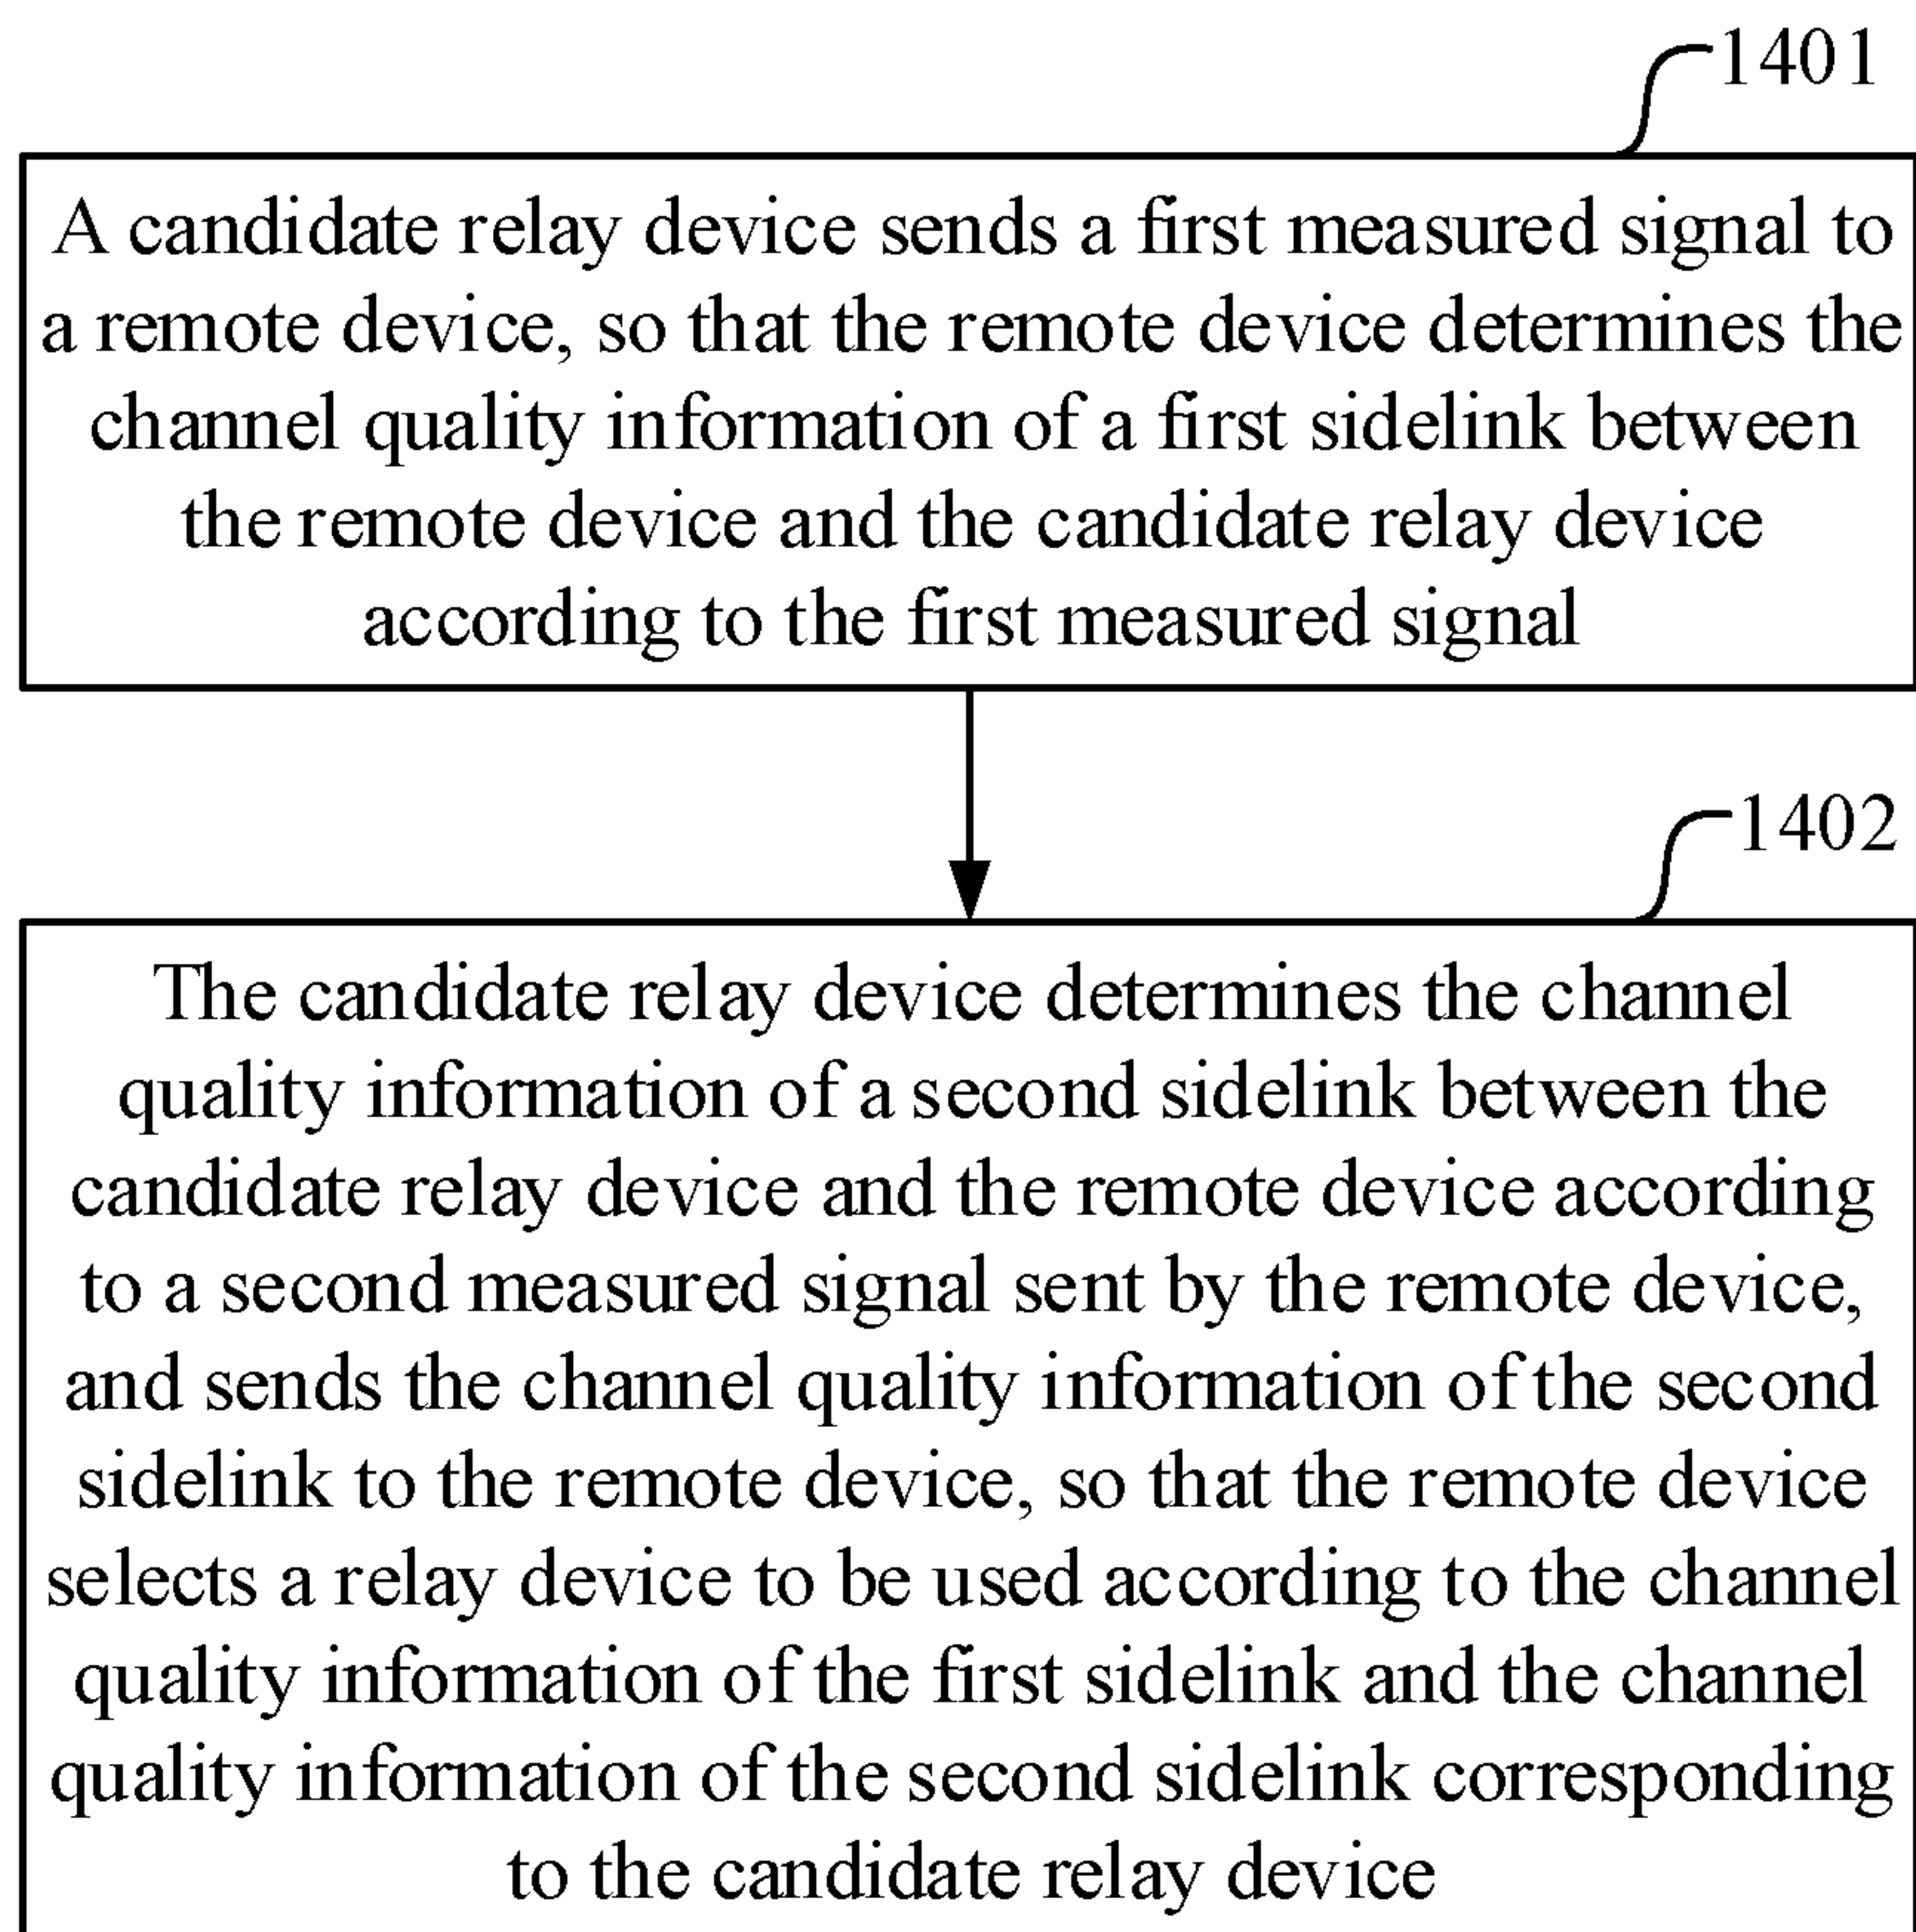 1401
A candidate relay device sends a first measured signal to
a remote device, so that the remote device determines the
channel quality information of a first sidelink between
the remote device and the candidate relay device
according to the first measured signal
1402
The candidate relay device determines the channel
quality information of a second sidelink between the
candidate relay device and the remote device according
to a second measured signal sent by the remote device,
and sends the channel quality information of the second
sidelink to the remote device, so that the remote device
selects a relay device to be used according to the channel
quality information of the first sidelink and the channel
quality information of the second sidelink corresponding
to the candidate relay device